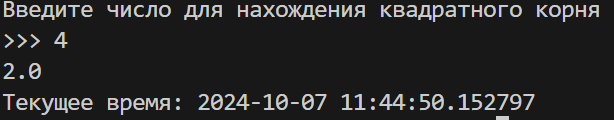 Введите число для нахождения квадратного корня
>>> 4
2.0
Текущее время: 2024-10-07 11:44:50.152797